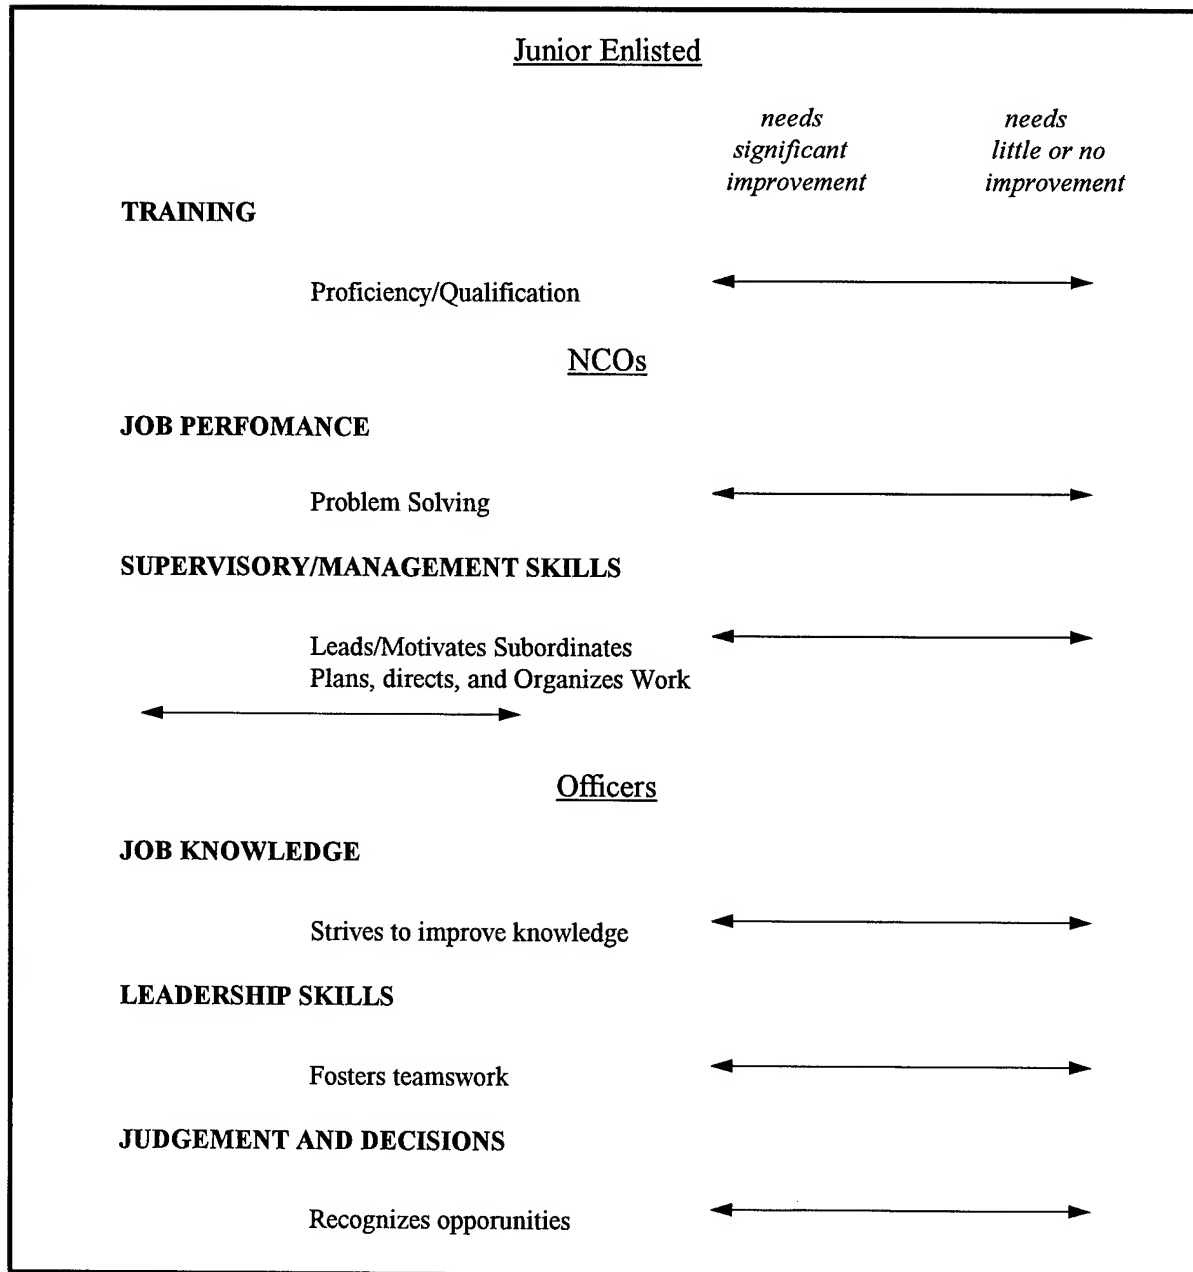 Junior Enlisted
needs needs
significant little or no
improvement improvement
TRAINING
Proficiency/Qualification
NCOs
JOB PERFOMANCE
Problem Solving
SUPERVISORY/MANAGEMENT SKILLS
Leads/Motivates Subordinates
Plans, directs, and Organizes Work
Officers
JOB KNOWLEDGE
Strives to improve knowledge
LEADERSHIP SKILLS
Fosters teamswork
JUDGEMENT AND DECISIONS
Recognizes opporunities